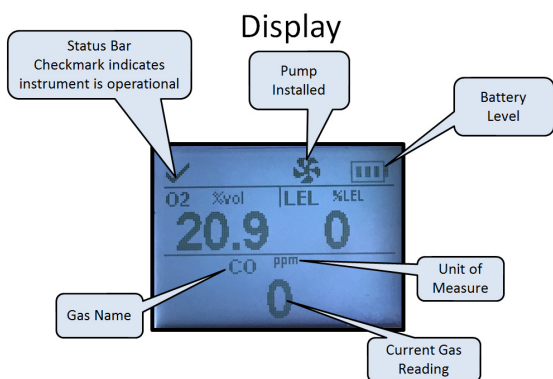 Display
Status Bar
Checkmark indicates
instrument is operational
Pump
Installed
Battery
Level
O2 %vol LEL %LEL
20.9 0
CO ppm
0
Gas Name
Unit of
Measure
Current Gas
Reading